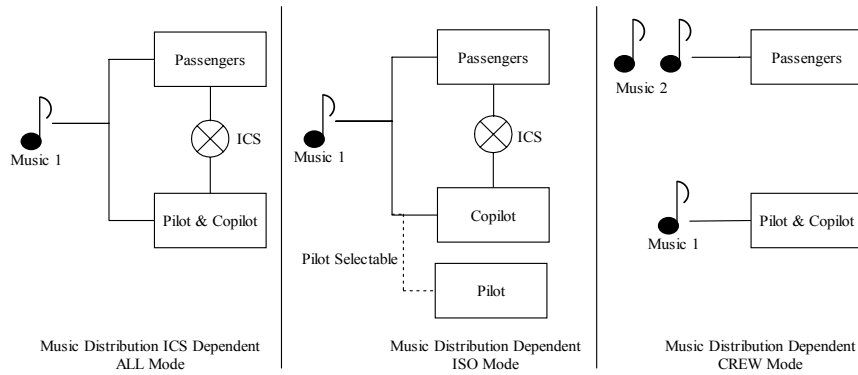 Passengers
ICS
Music 1
Pilot & Copilot
Music Distribution ICS Dependent
ALL Mode
Passengers
ICS
Music 1
Copilot
Pilot Selectable
Pilot
Music Distribution Dependent
ISO Mode
Passengers
Music 2
Pilot & Copilot
Music 1
Music Distribution Dependent
CREW Mode